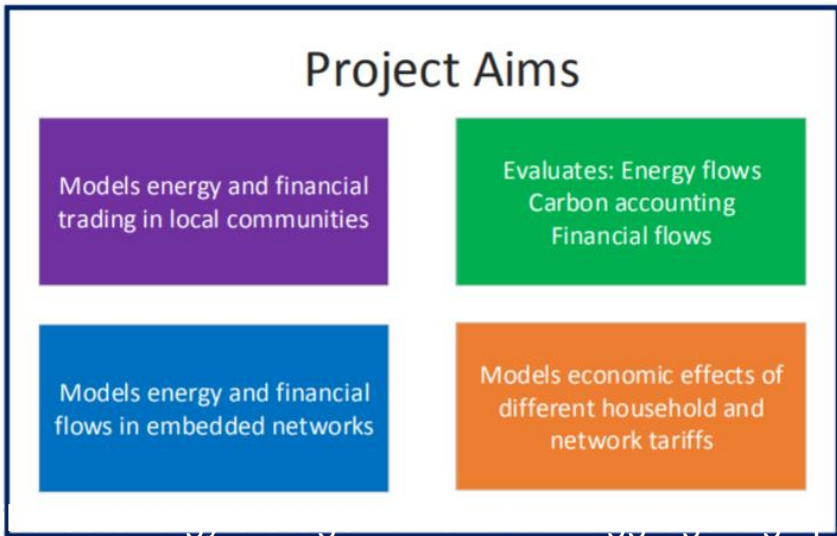 Project Aims
Models energy and financial
trading in local communities
Evaluates: Energy flows
Carbon accounting
Financial flows
Models energy and financial
flows in embedded networks
Models economic effects of
different household and
network tariffs